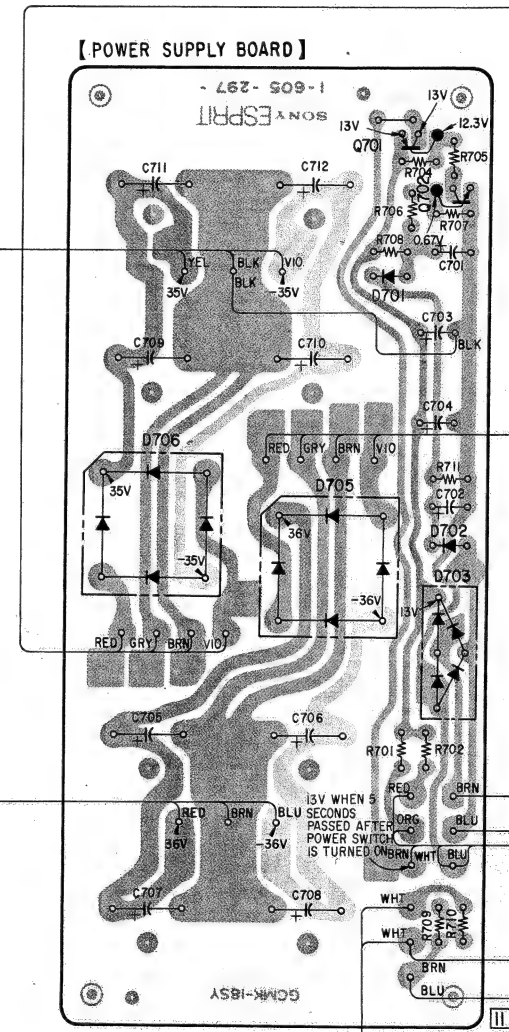 【POWER SUPPLY BOARD】
1-605-297-
SONY ESPRIT
13V
13V
12.3V
Q701
R704
R705
C711
C712
Q702
R706
R707
0.67V
R708
C701
YEL
BLK
VIO
35V
BLK
-35V
D701
C703
C709
C710
BLK
C704
D706
RED
GRY
BRN
VIO
R711
D705
C702
35V
36V
D702
-35V
D703
-36V
13V
RED
GRY
BRN
VIO
C705
C706
R701
R702
RED
BRN
13V WHEN 5
SECONDS
PASSED AFTER
POWER SWITCH
IS TURNED ON
RED
BRN
BLU
36V
-36V
ORG
BLU
BRN
WHT
BLU
C707
C708
WHT
R709
R710
WHT
BRN
BLU
GCMK-18SY
11